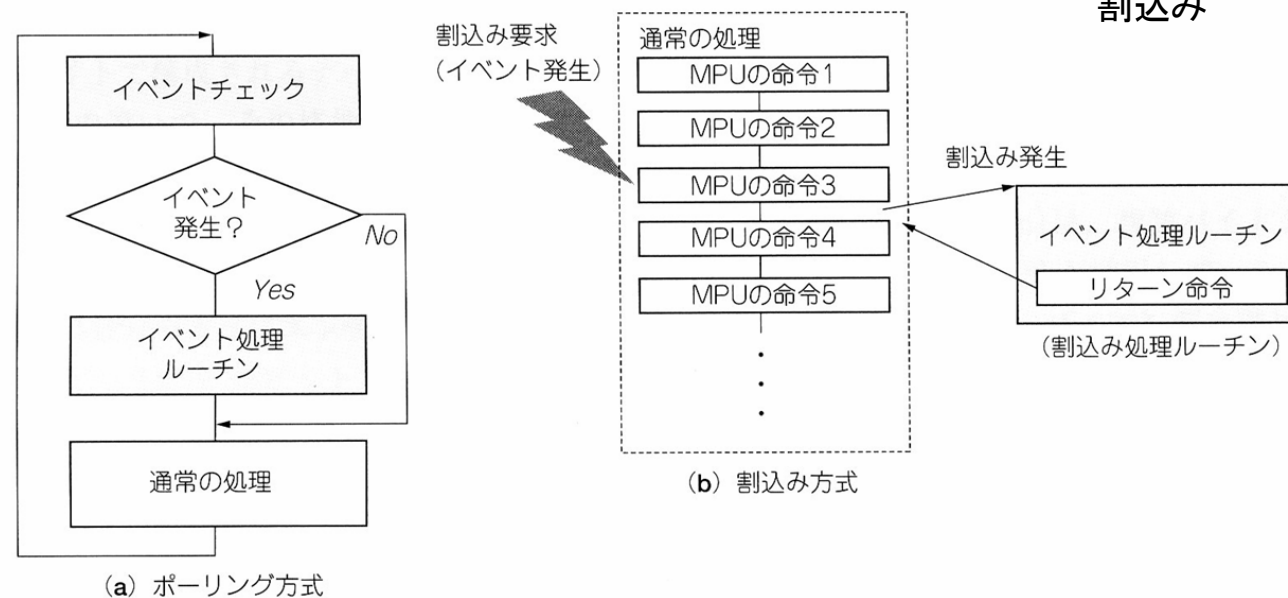 割込み
イベントチェック
イベント
発生？
No
Yes
イベント処理
ルーチン
通常の処理
(a) ポーリング方式
割込み要求
(イベント発生)
通常の処理
MPUの命令1
MPUの命令2
MPUの命令3
MPUの命令4
MPUの命令5
(b) 割込み方式
割込み発生
イベント処理ルーチン
リターン命令
(割込み処理ルーチン)